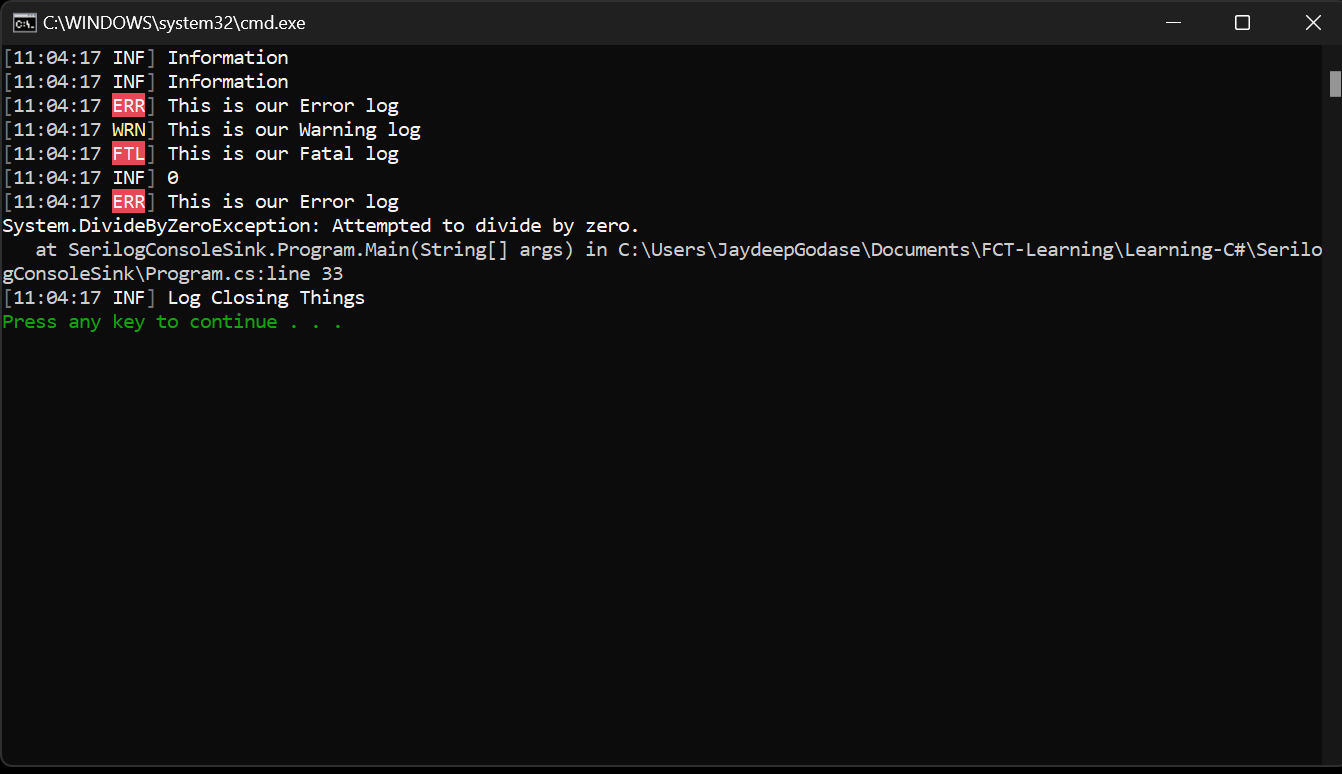 C:\WINDOWS\system32\cmd.exe
[11:04:17 INF] Information
[11:04:17 INF] Information
[11:04:17 ERR] This is our Error log
[11:04:17 WRN] This is our Warning log
[11:04:17 FTL] This is our Fatal log
[11:04:17 INF] 0
[11:04:17 ERR] This is our Error log
System.DivideByZeroException: Attempted to divide by zero.
   at SerilogConsoleSink.Program.Main(String[] args) in C:\Users\JaydeepGodase\Documents\FCT-Learning\Learning-C#\Serilo
gConsoleSink\Program.cs:line 33
[11:04:17 INF] Log Closing Things
Press any key to continue . . .